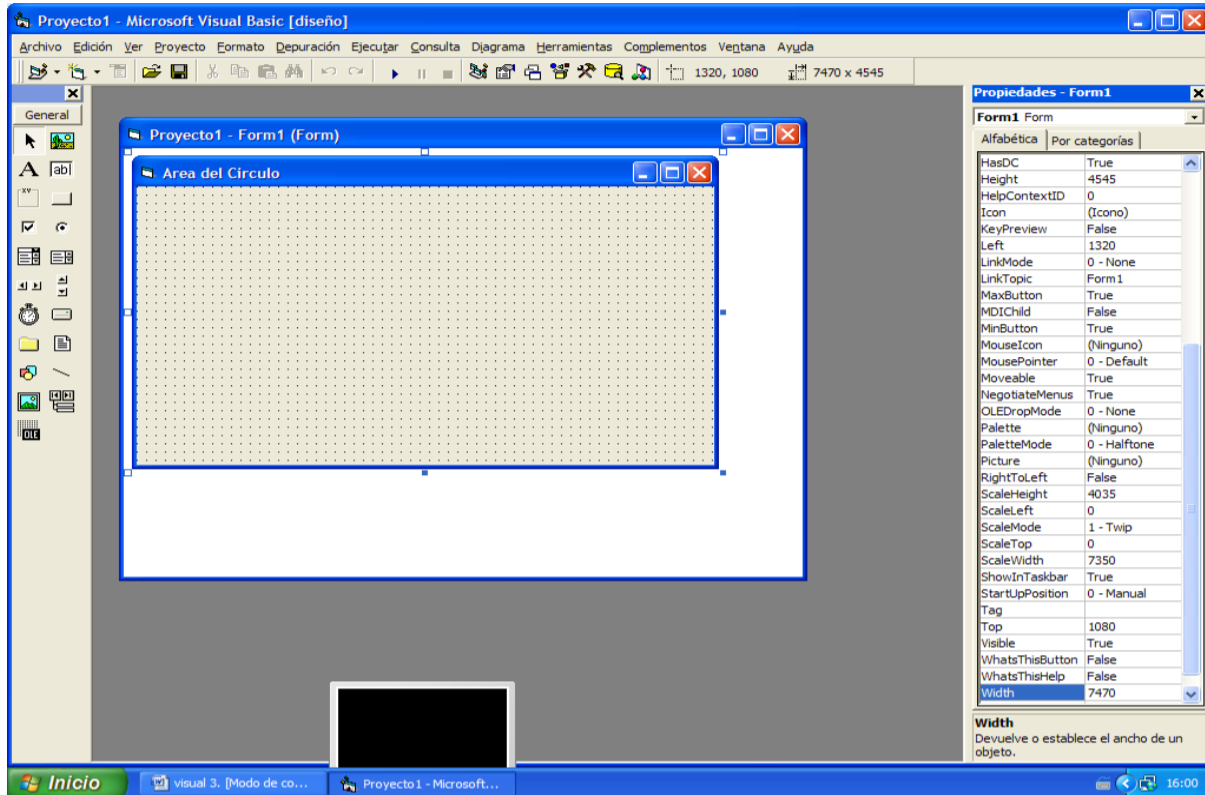 Proyecto1 - Microsoft Visual Basic [diseño]
Archivo Edición Ver Proyecto Formato Depuración Ejecutar Consulta Diagrama Herramientas Complementos Ventana Ayuda
1320, 1080 7470 x 4545
General
A ab
xv
OLE
Proyecto1 - Form1 (Form)
Area del Circulo
Propiedades - Form1
Form1 Form
Alfabética Por categorías
HasDC True
Height 4545
HelpContextID 0
Icon (Icono)
KeyPreview False
Left 1320
LinkMode 0 - None
LinkTopic Form1
MaxButton True
MDIChild False
MinButton True
MouseIcon (Ninguno)
MousePointer 0 - Default
Moveable True
NegotiateMenus True
OLEDropMode 0 - None
Palette (Ninguno)
PaletteMode 0 - Halftone
Picture (Ninguno)
RightToLeft False
ScaleHeight 4035
ScaleLeft 0
ScaleMode 1 - Twip
ScaleTop 0
ScaleWidth 7350
ShowInTaskbar True
StartUpPosition 0 - Manual
Tag
Top 1080
Visible True
WhatsThisButton False
WhatsThisHelp False
Width 7470
Width
Devuelve o establece el ancho de un
objeto.
Inicio visual 3. [Modo de co... Proyecto1 - Microsoft... 16:00